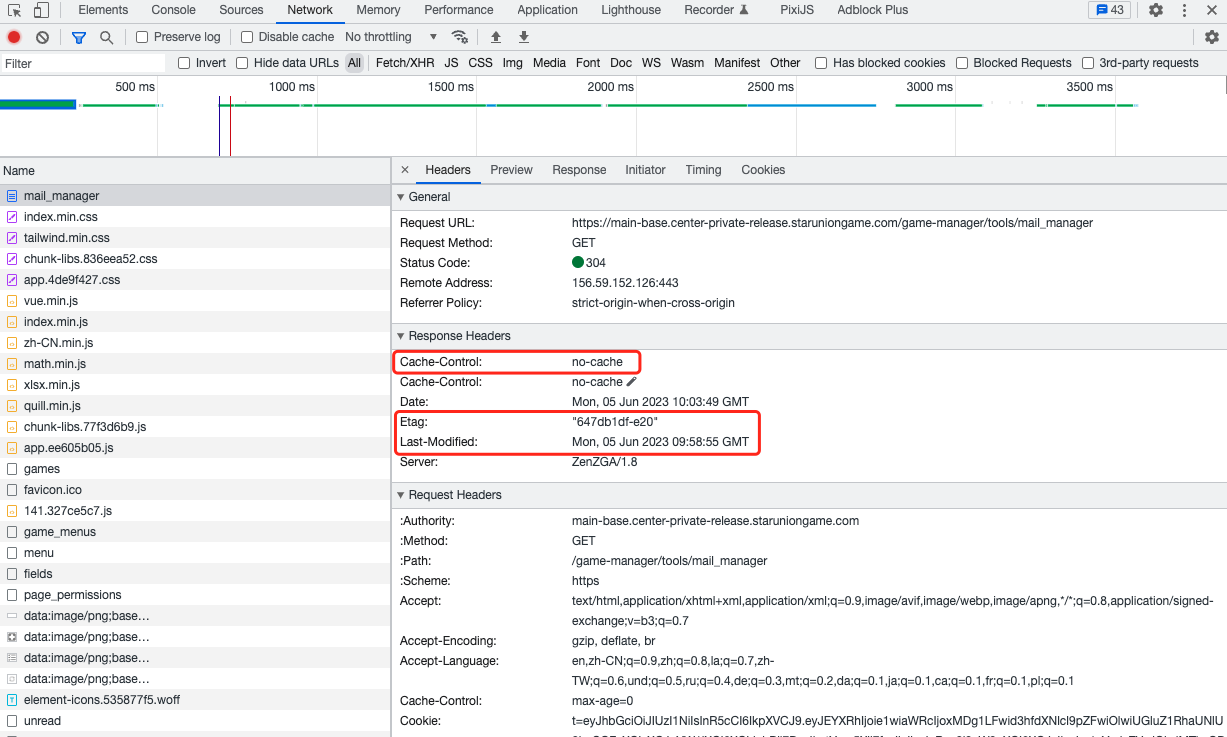 Elements Console Sources Network Memory Performance Application Lighthouse Recorder PixiJS Adblock Plus 43
Preserve log Disable cache No throttling
Filter Invert Hide data URLs All Fetch/XHR JS CSS Img Media Font Doc WS Wasm Manifest Other Has blocked cookies Blocked Requests 3rd-party requests
500 ms 1000 ms 1500 ms 2000 ms 2500 ms 3000 ms 3500 ms
Name
mail_manager
index.min.css
tailwind.min.css
chunk-libs.836eea52.css
app.4de9f427.css
vue.min.js
index.min.js
zh-CN.min.js
math.min.js
xlsx.min.js
quill.min.js
chunk-libs.77f3d6b9.js
app.ee605b05.js
games
favicon.ico
141.327ce5c7.js
game_menus
menu
fields
page_permissions
data:image/png;base…
data:image/png;base…
data:image/png;base…
data:image/png;base…
element-icons.535877f5.woff
unread
× Headers Preview Response Initiator Timing Cookies
General
Request URL: https://main-base.center-private-release.staruniongame.com/game-manager/tools/mail_manager
Request Method: GET
Status Code: 304
Remote Address: 156.59.152.126:443
Referrer Policy: strict-origin-when-cross-origin
Response Headers
Cache-Control: no-cache
Cache-Control: no-cache
Date: Mon, 05 Jun 2023 10:03:49 GMT
Etag: "647db1df-e20"
Last-Modified: Mon, 05 Jun 2023 09:58:55 GMT
Server: ZenZGA/1.8
Request Headers
:Authority: main-base.center-private-release.staruniongame.com
:Method: GET
:Path: /game-manager/tools/mail_manager
:Scheme: https
Accept: text/html,application/xhtml+xml,application/xml;q=0.9,image/avif,image/webp,image/apng,*/*;q=0.8,application/signed-
exchange;v=b3;q=0.7
Accept-Encoding: gzip, deflate, br
Accept-Language: en,zh-CN;q=0.9,zh;q=0.8,la;q=0.7,zh-
TW;q=0.6,und;q=0.5,ru;q=0.4,de;q=0.3,mt;q=0.2,da;q=0.1,ja;q=0.1,ca;q=0.1,fr;q=0.1,pl;q=0.1
Cache-Control: max-age=0
Cookie: